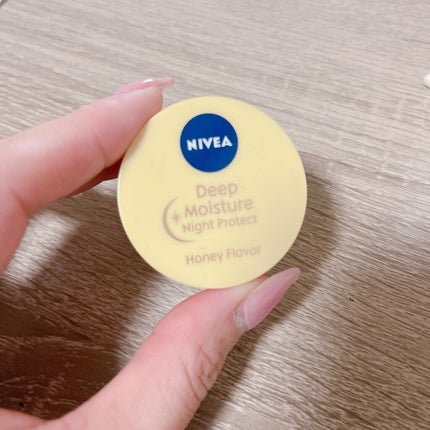 NIVEA
Deep
Moisture
Night Protect
Honey Flavor